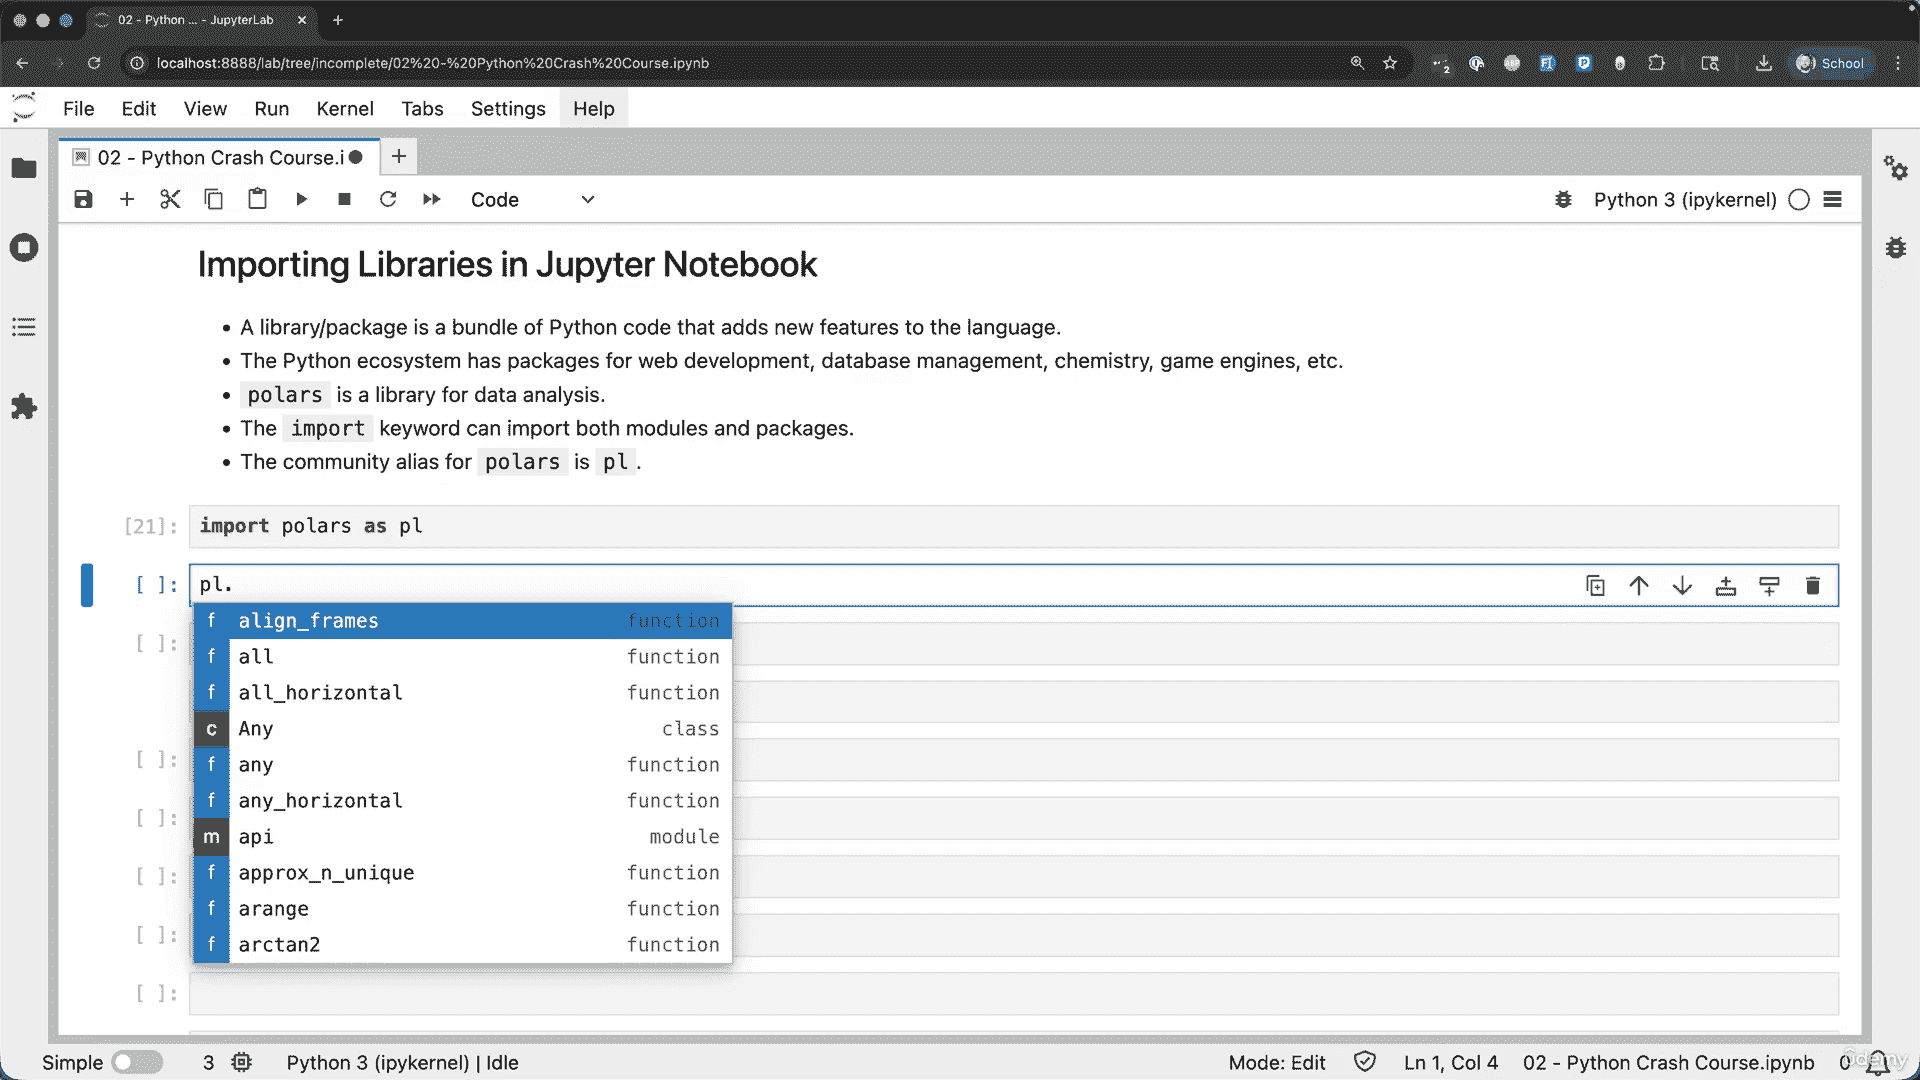 02 - Python ... - JupyterLab
localhost:8888/lab/tree/incomplete/02%20-%20Python%20Crash%20Course.ipynb
2
School
File Edit View Run Kernel Tabs Settings Help
02 - Python Crash Course.i
Code
Python 3 (ipykernel)
Importing Libraries in Jupyter Notebook
• A library/package is a bundle of Python code that adds new features to the language.
• The Python ecosystem has packages for web development, database management, chemistry, game engines, etc.
• polars is a library for data analysis.
• The import keyword can import both modules and packages.
• The community alias for polars is pl.
[21]: import polars as pl
[ ]: pl.
f align_frames function
[ ]:
f all function
f all_horizontal function
c Any class
[ ]:
f any function
f any_horizontal function
[ ]:
m api module
f approx_n_unique function
[ ]:
f arange function
[ ]:
f arctan2 function
[ ]:
Simple 3 Python 3 (ipykernel) | Idle Mode: Edit Ln 1, Col 4 02 - Python Crash Course.ipynb 0
udemy